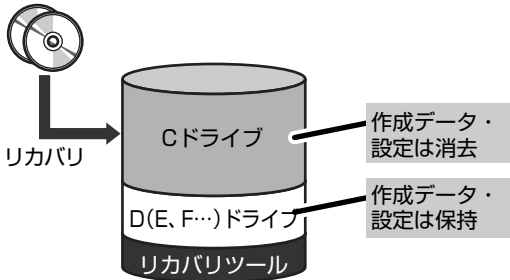 リカバリ
Cドライブ
作成データ・
設定は消去
D(E、F…)ドライブ
作成データ・
設定は保持
リカバリツール